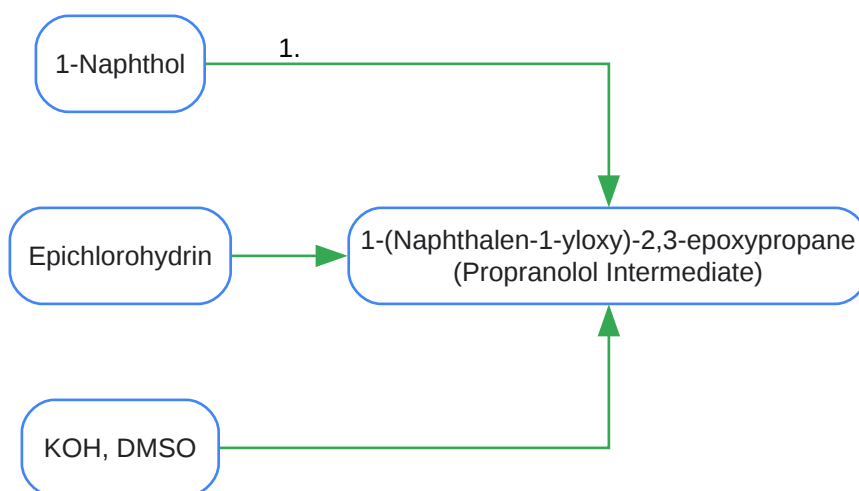 1-Naphthol
1.
Epichlorohydrin
1-(Naphthalen-1-yloxy)-2,3-epoxypropane
(Propranolol Intermediate)
KOH, DMSO